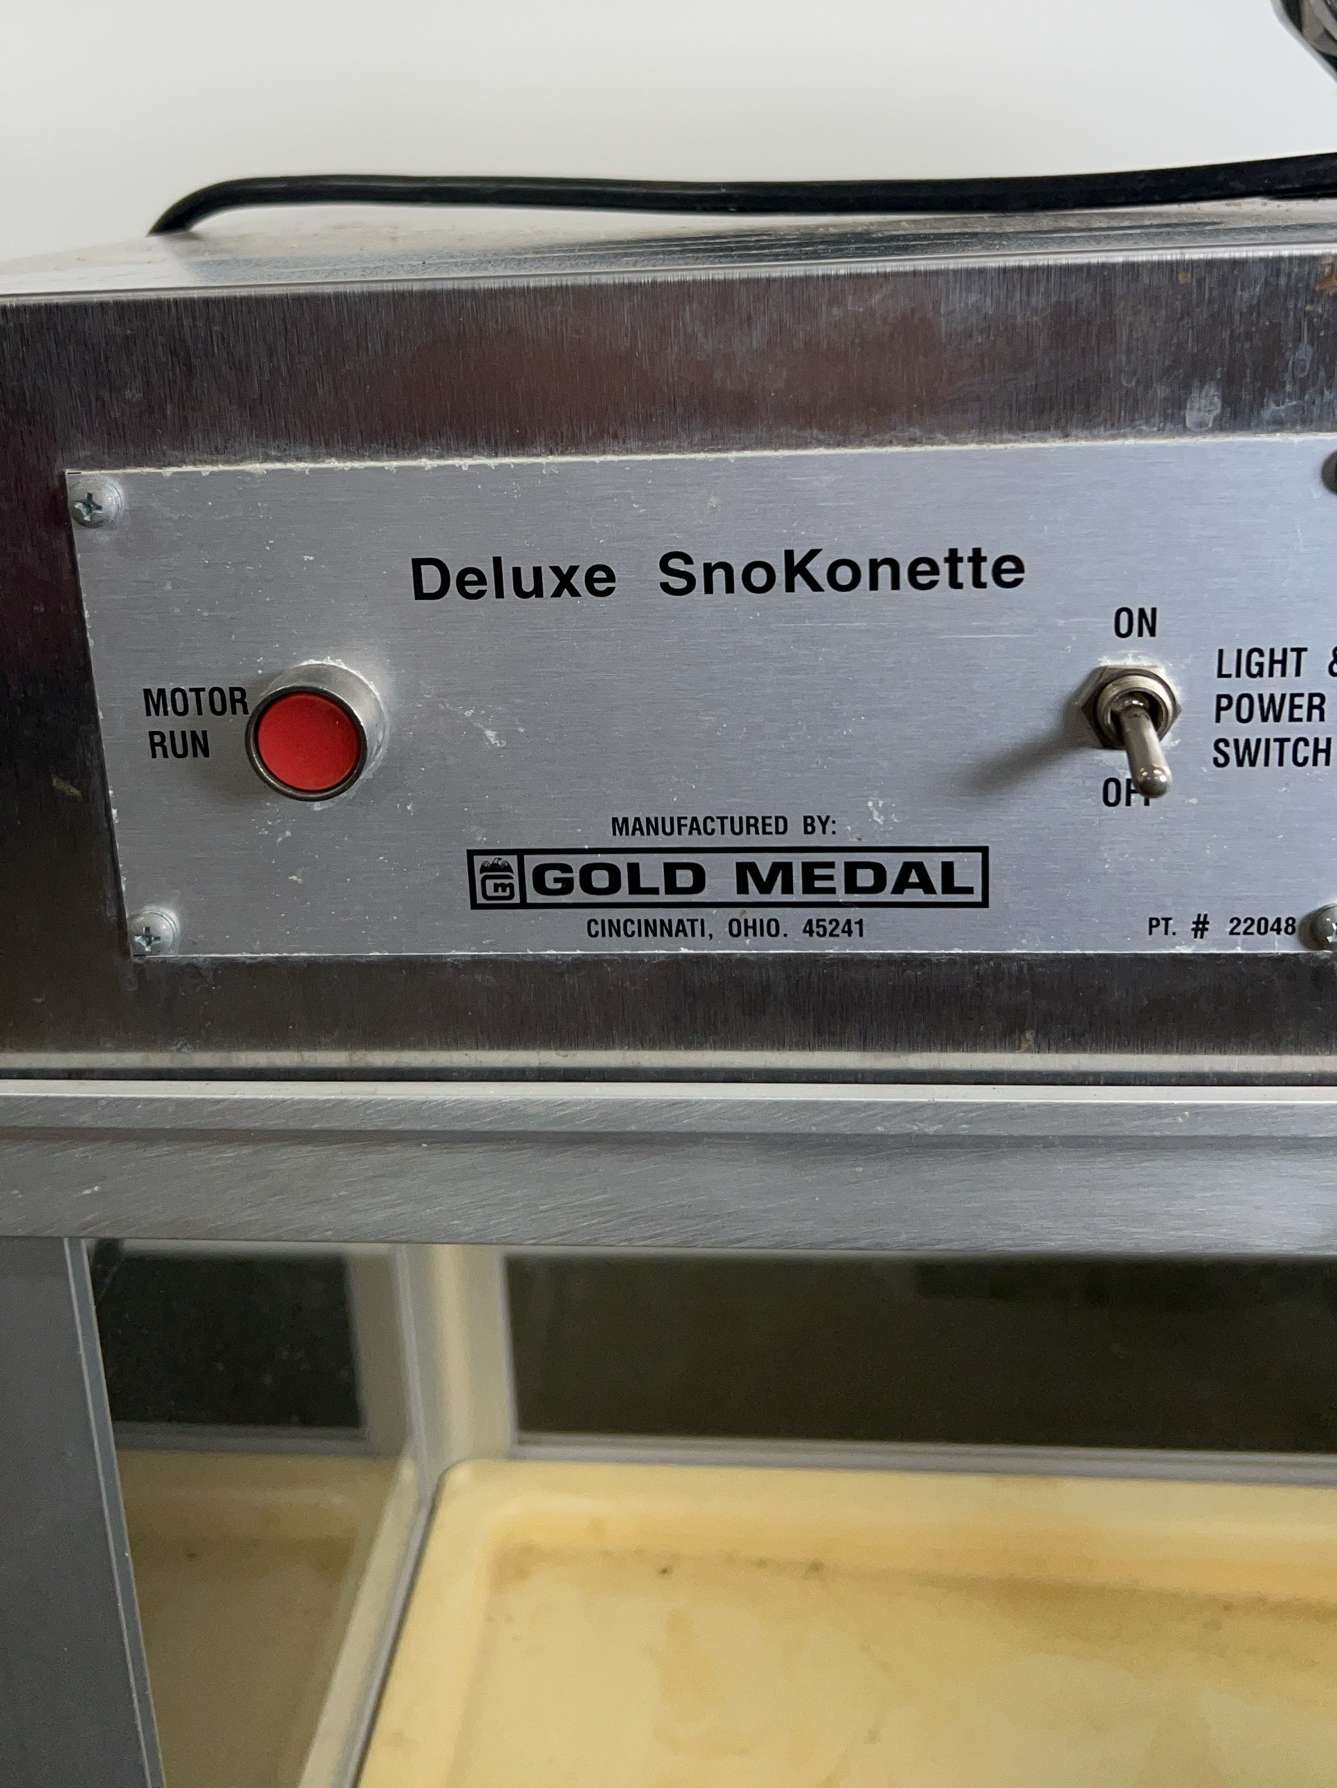 Deluxe SnoKonette
ON
LIGHT &
POWER
SWITCH
OFF
MOTOR
RUN
MANUFACTURED BY:
GOLD MEDAL
CINCINNATI, OHIO. 45241
PT. # 22048